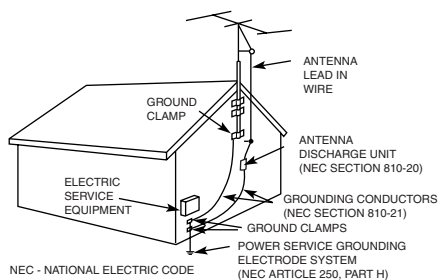 ANTENNA
LEAD IN
WIRE
GROUND
CLAMP
ANTENNA
DISCHARGE UNIT
(NEC SECTION 810-20)
ELECTRIC
SERVICE
EQUIPMENT
GROUNDING CONDUCTORS
(NEC SECTION 810-21)
GROUND CLAMPS
POWER SERVICE GROUNDING
ELECTRODE SYSTEM
(NEC ARTICLE 250, PART H)
NEC - NATIONAL ELECTRIC CODE